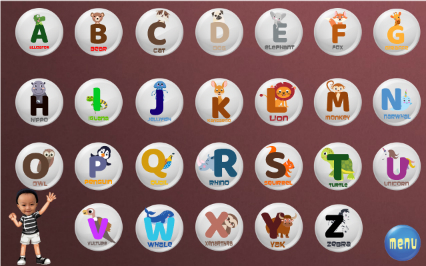 A B C D E F G
ALLIGATOR BEAR CAT DOG ELEPHANT FOX GIRAFFE
H I J K L M N
HIPPO IGUANA JELLYFISH KANGAROO LION MONKEY NARWHAL
O P Q R S T U
OWL PENGUIN QUAIL RHINO SQUIRREL TURTLE UNICORN
V W X Y Z
VULTURE WHALE YAK ZEBRA
menu